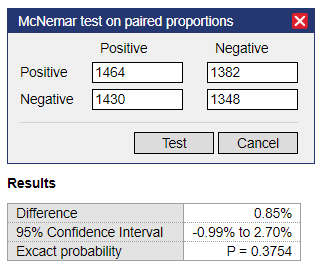 McNemar test on paired proportions
Positive Negative
Positive 1464 1382
Negative 1430 1348
Test Cancel
Results
Difference 0.85%
95% Confidence Interval -0.99% to 2.70%
Excact probability P = 0.3754